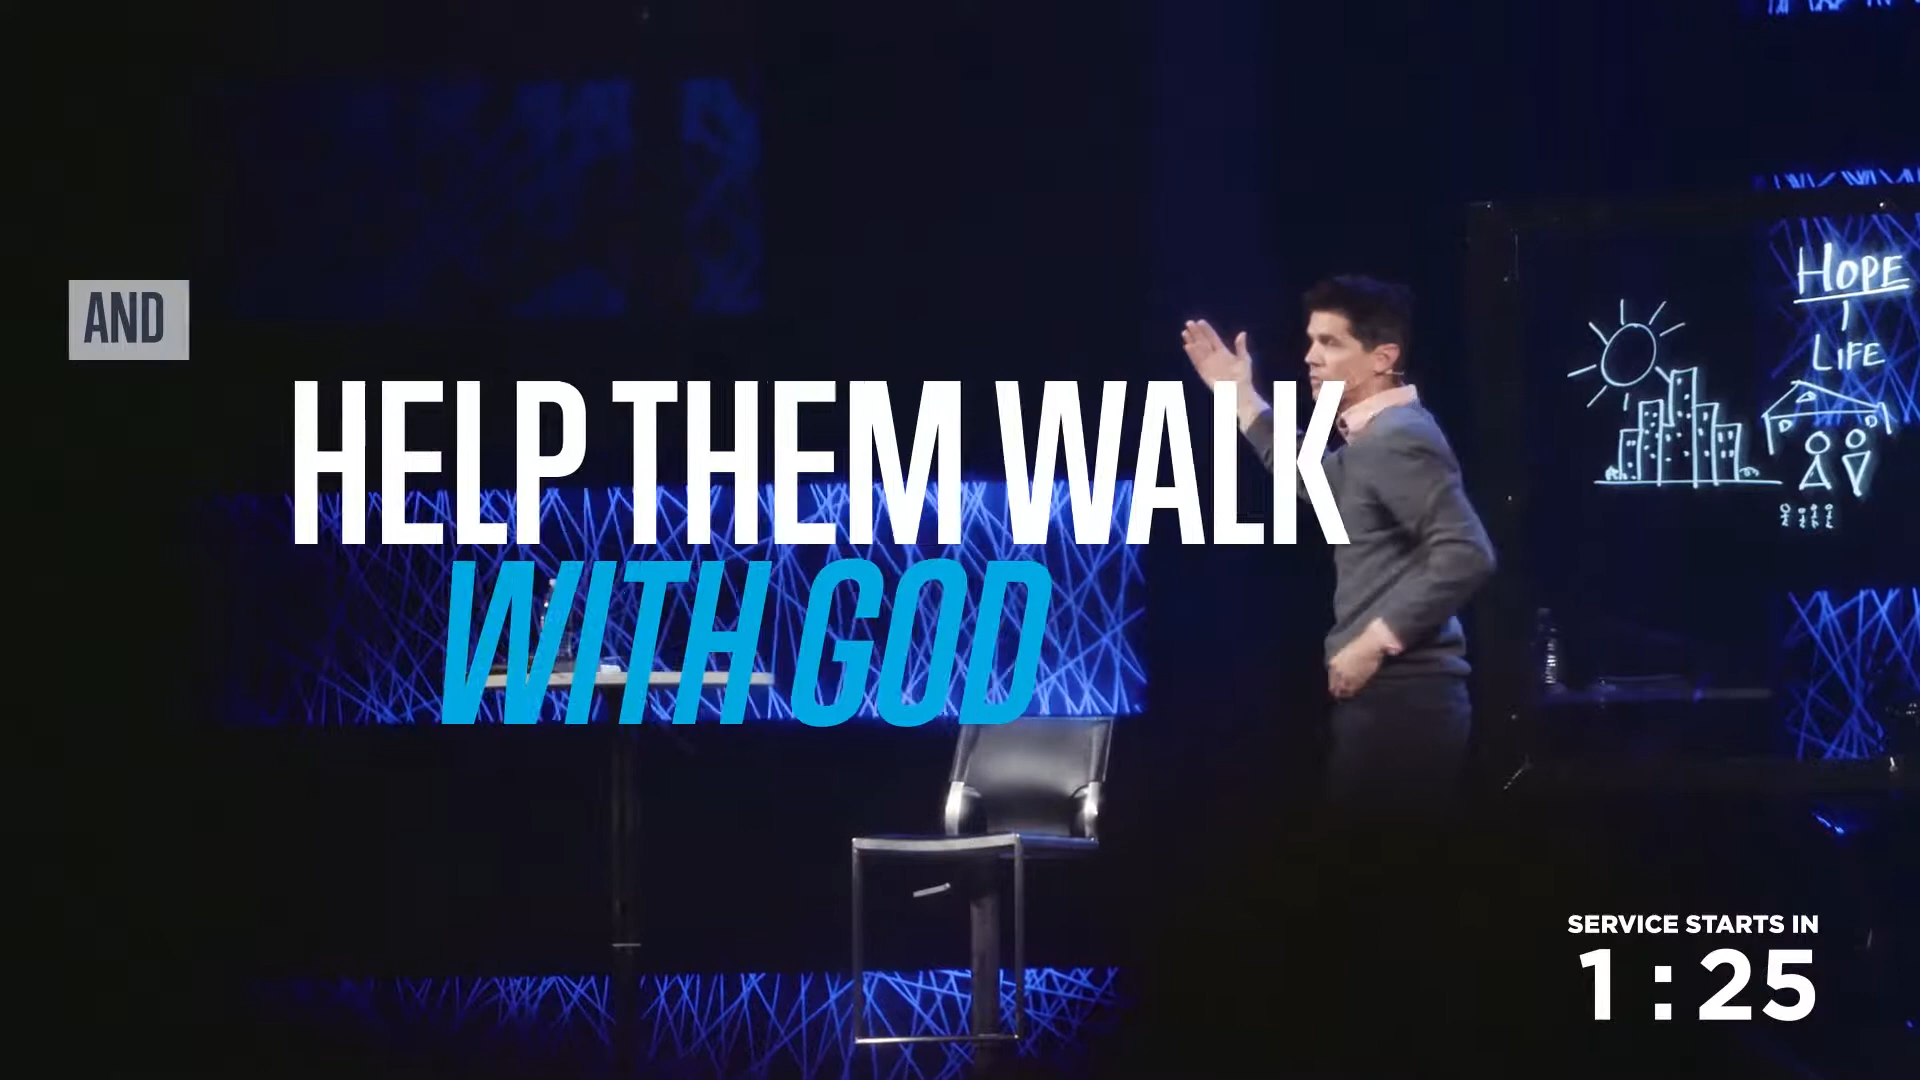 AND
HELP THEM WALK
WITH GOD
HOPE
LIFE
SERVICE STARTS IN
1:25